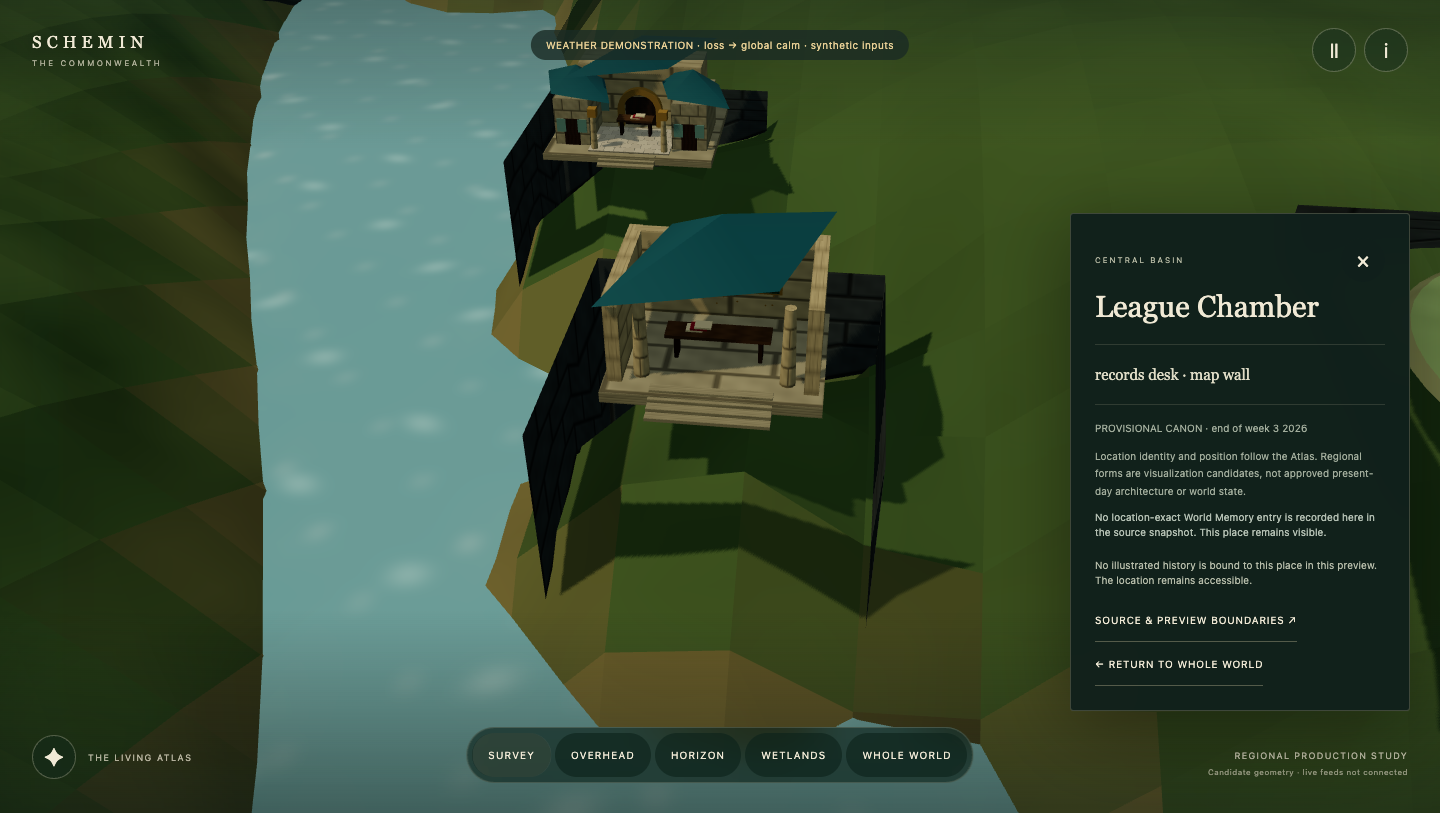 SCHEMIN
THE COMMONWEALTH
WEATHER DEMONSTRATION · loss → global calm · synthetic inputs
i
CENTRAL BASIN
×
League Chamber
records desk · map wall
PROVISIONAL CANON · end of week 3 2026
Location identity and position follow the Atlas. Regional
forms are visualization candidates, not approved present-
day architecture or world state.
No location-exact World Memory entry is recorded here in
the source snapshot. This place remains visible.
No illustrated history is bound to this place in this preview.
The location remains accessible.
SOURCE & PREVIEW BOUNDARIES ↗
← RETURN TO WHOLE WORLD
THE LIVING ATLAS
SURVEY OVERHEAD HORIZON WETLANDS WHOLE WORLD
REGIONAL PRODUCTION STUDY
Candidate geometry · live feeds not connected